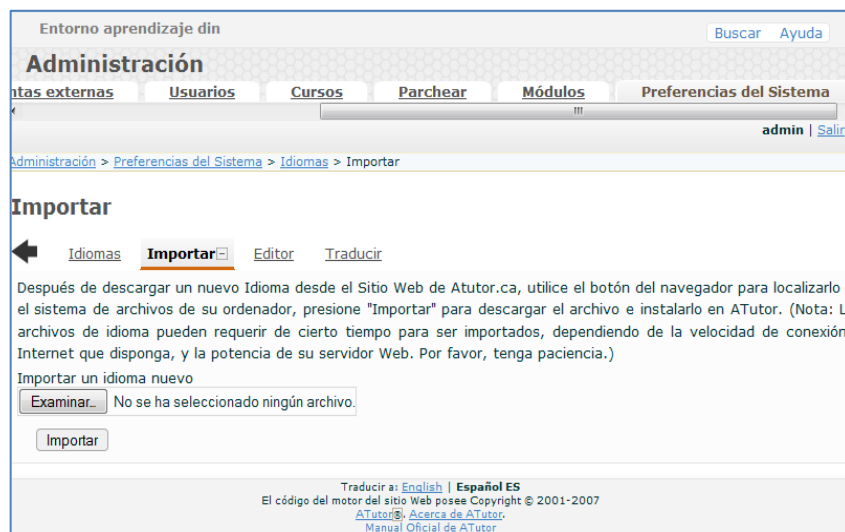 Entorno aprendizaje din
Buscar Ayuda
Administración
ntas externas Usuarios Cursos Parchear Módulos Preferencias del Sistema
admin | Salir
Administración > Preferencias del Sistema > Idiomas > Importar
Importar
Idiomas Importar Editor Traducir
Después de descargar un nuevo Idioma desde el Sitio Web de Atutor.ca, utilice el botón del navegador para localizarlo
el sistema de archivos de su ordenador, presione "Importar" para descargar el archivo e instalarlo en ATutor. (Nota: L
archivos de idioma pueden requerir de cierto tiempo para ser importados, dependiendo de la velocidad de conexión
Internet que disponga, y la potencia de su servidor Web. Por favor, tenga paciencia.)
Importar un idioma nuevo
Examinar... No se ha seleccionado ningún archivo.
Importar
Traducir a: English | Español ES
El código del motor del sitio Web posee Copyright © 2001-2007
ATutor®. Acerca de ATutor.
Manual Oficial de ATutor